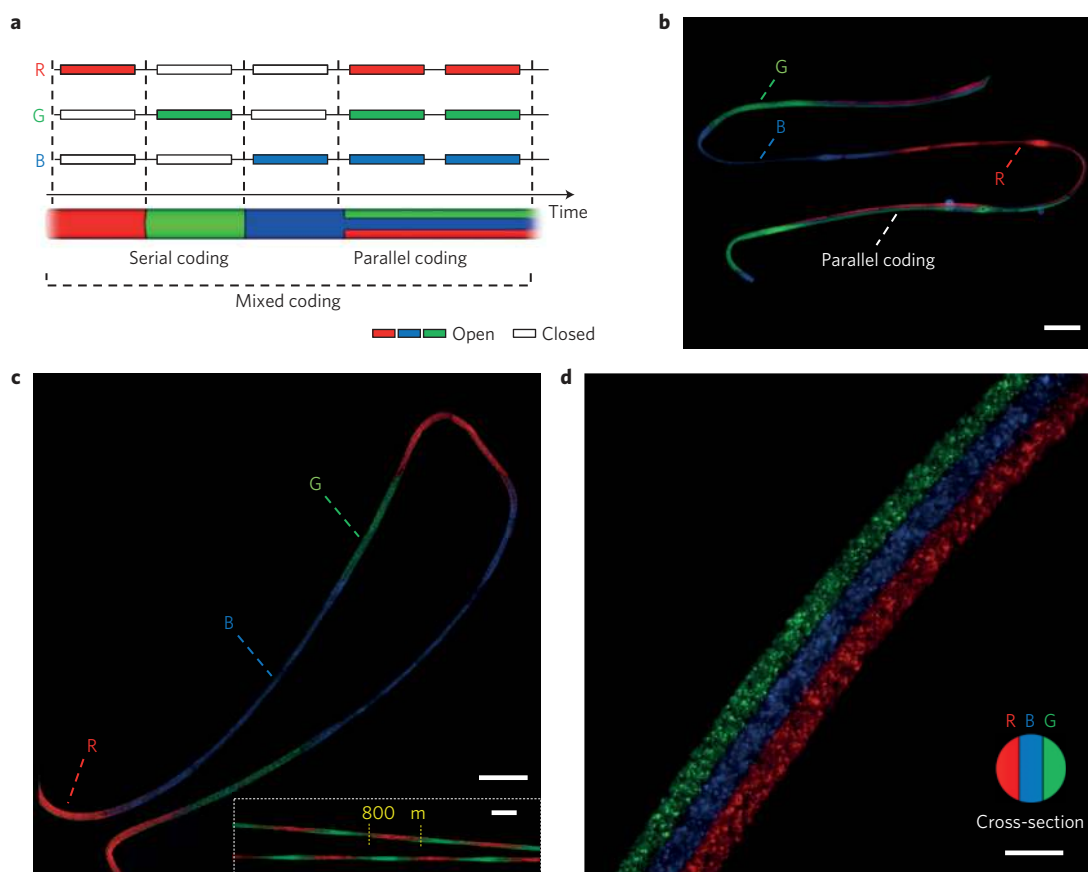 a
R
G
B
Time
Serial coding
Parallel coding
Mixed coding
Open
Closed
b
G
B
R
Parallel coding
c
G
B
R
800 m
d
R B G
Cross-section